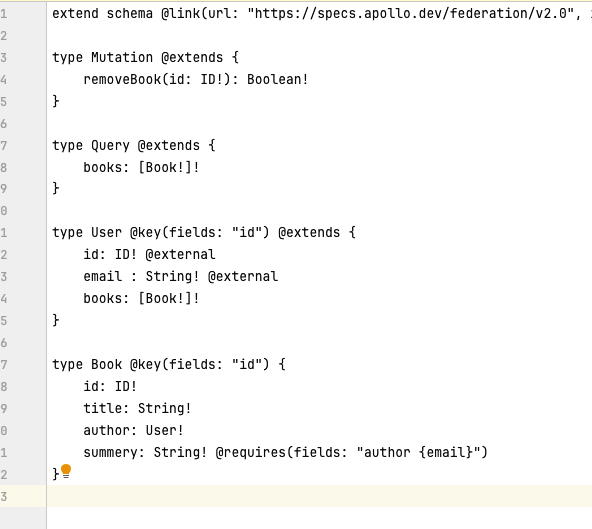 1 extend schema @link(url: "https://specs.apollo.dev/federation/v2.0",
2
3 type Mutation @extends {
4 removeBook(id: ID!): Boolean!
5 }
6
7 type Query @extends {
8 books: [Book!]!
9 }
0
1 type User @key(fields: "id") @extends {
2 id: ID! @external
3 email : String! @external
4 books: [Book!]!
5 }
6
7 type Book @key(fields: "id") {
8 id: ID!
9 title: String!
0 author: User!
1 summery: String! @requires(fields: "author {email}")
2 }
3